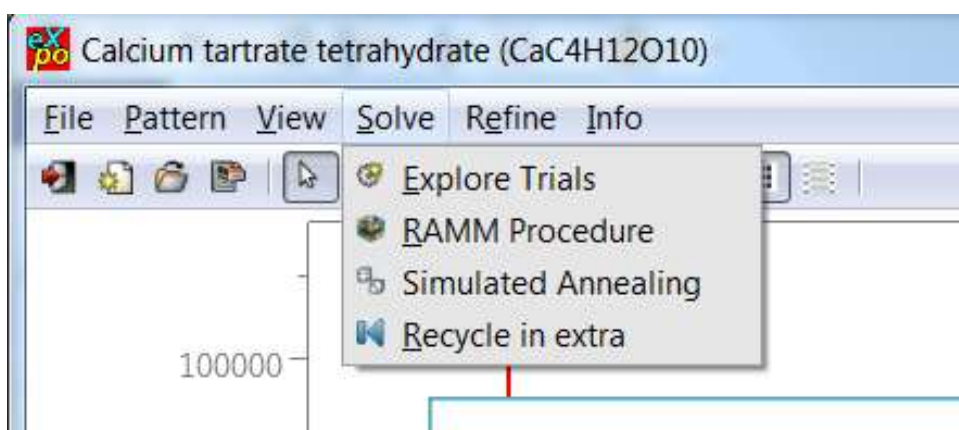 eXpo Calcium tartrate tetrahydrate (CaC4H12O10)
File Pattern View Solve Refine Info
Explore Trials
RAMM Procedure
Simulated Annealing
Recycle in extra
100000